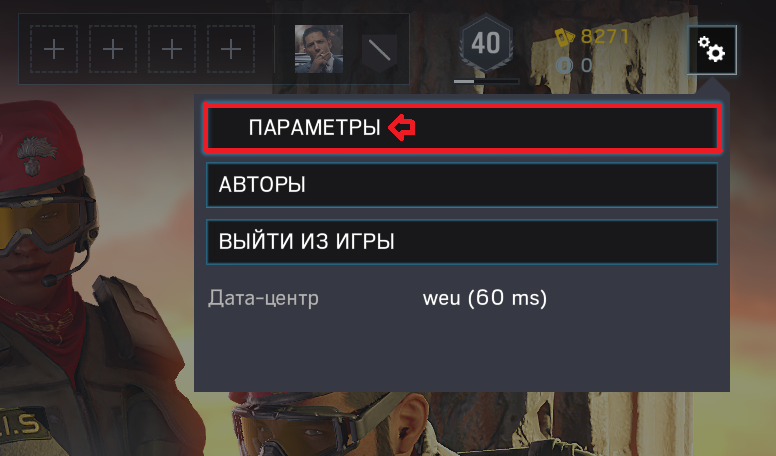 40
8271
0
ПАРАМЕТРЫ
АВТОРЫ
ВЫЙТИ ИЗ ИГРЫ
Дата-центр weu (60 ms)
.I.S